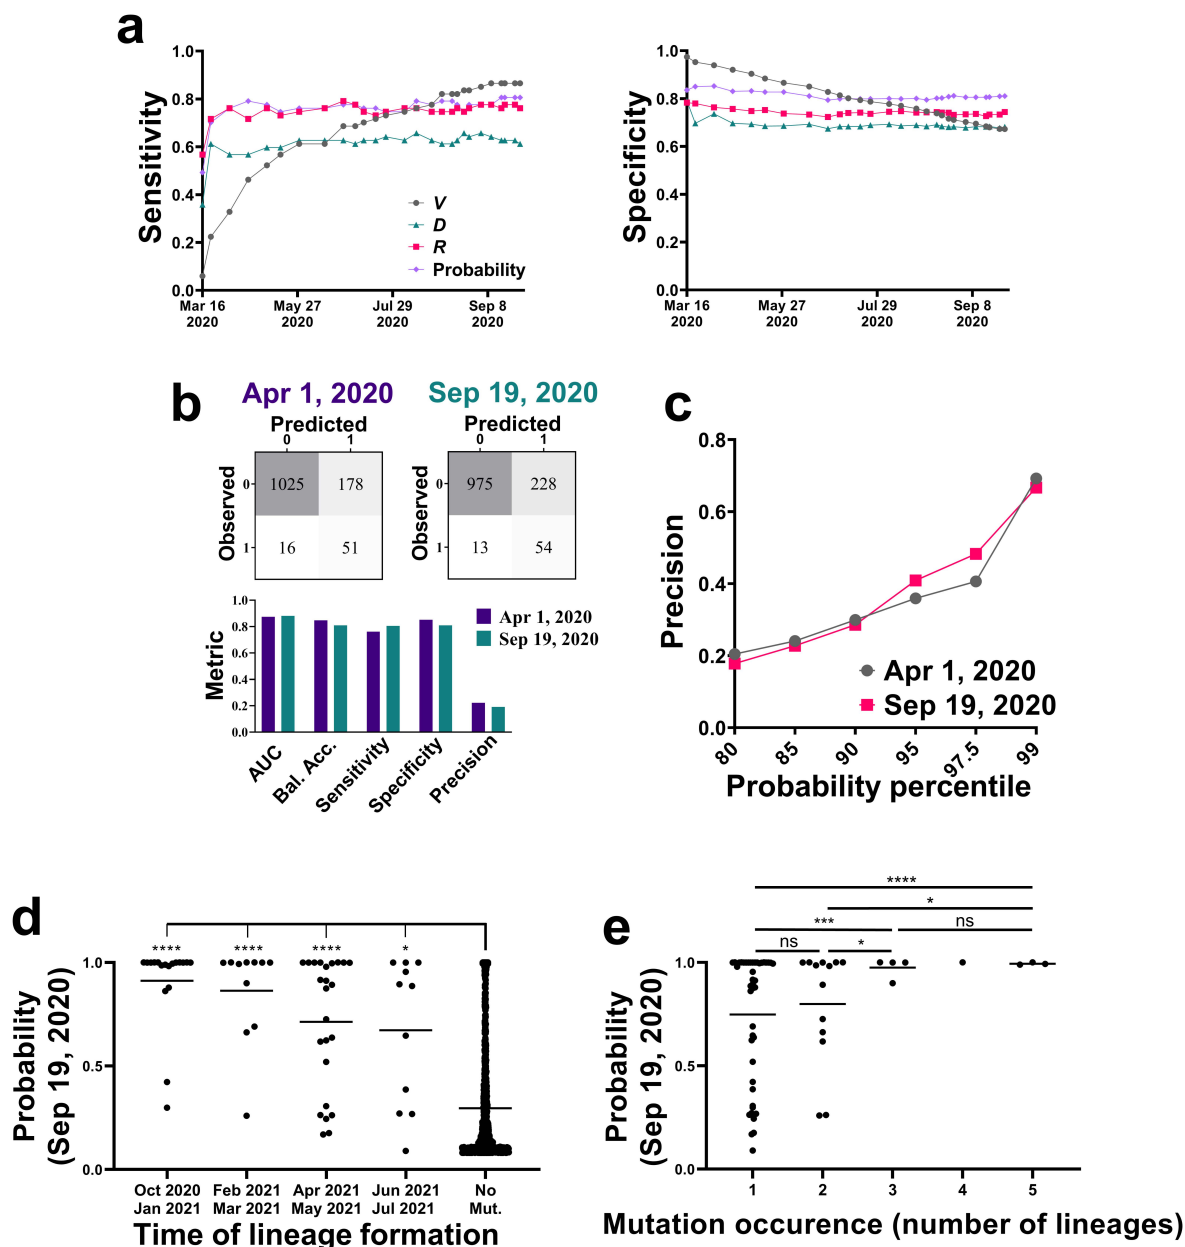 a
Sensitivity
1.0
0.8
0.6
0.4
0.2
0.0
V
D
R
Probability
Mar 16
2020
May 27
2020
Jul 29
2020
Sep 8
2020
Specificity
1.0
0.8
0.6
0.4
0.2
0.0
Mar 16
2020
May 27
2020
Jul 29
2020
Sep 8
2020
b
Apr 1, 2020
Predicted
0 1
Observed
0 1025 178
1 16 51
Sep 19, 2020
Predicted
0 1
Observed
0 975 228
1 13 54
Metric
1.0
0.8
0.6
0.4
0.2
0.0
Apr 1, 2020
Sep 19, 2020
AUC
Bal. Acc.
Sensitivity
Specificity
Precision
c
Precision
0.8
0.6
0.4
0.2
0.0
Apr 1, 2020
Sep 19, 2020
80 85 90 95 97.5 99
Probability percentile
d
Probability
(Sep 19, 2020)
**** **** **** *
1.0
0.5
0.0
Oct 2020
Jan 2021
Feb 2021
Mar 2021
Apr 2021
May 2021
Jun 2021
Jul 2021
No
Mut.
Time of lineage formation
e
Probability
(Sep 19, 2020)
****
*
*** ns
ns *
1.0
0.5
0.0
1 2 3 4 5
Mutation occurence (number of lineages)